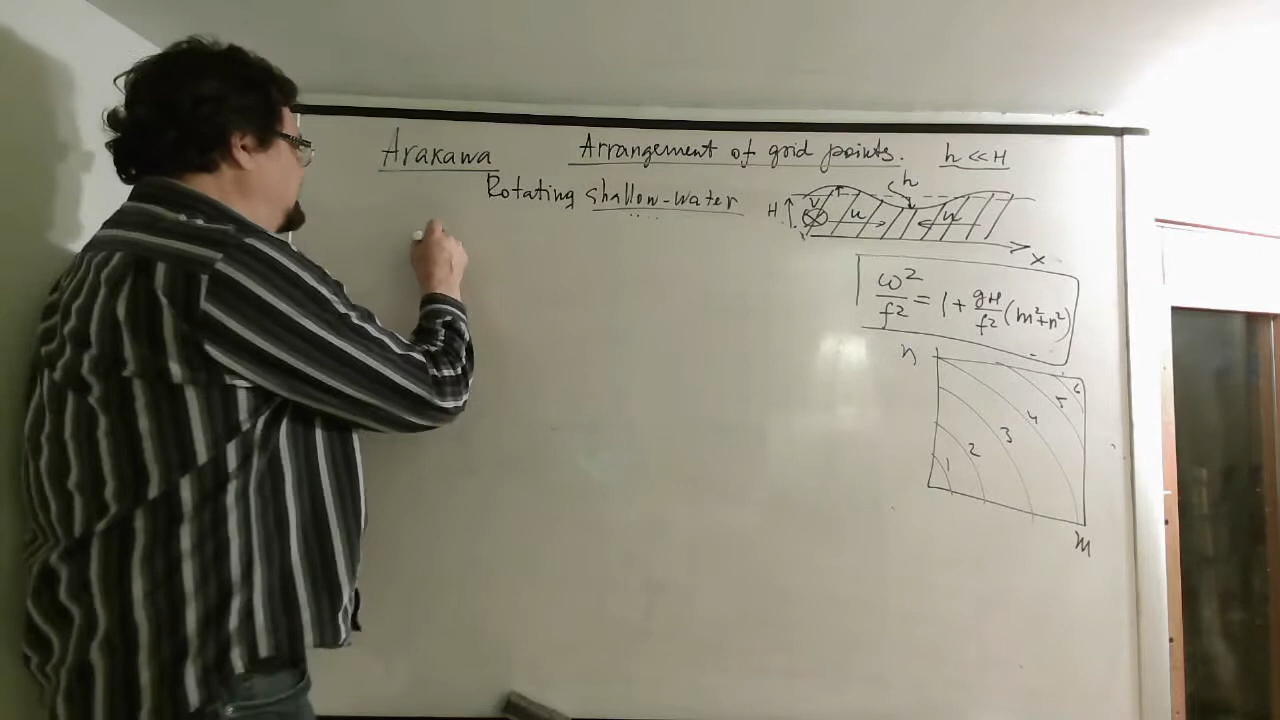 Arakawa Arrangement of grid points. h << H
Rotating shallow-water
h
H v u u
x
ω²/f² = 1 + gH/f² (m²+n²)
n
6
5
4
3
2
1
m